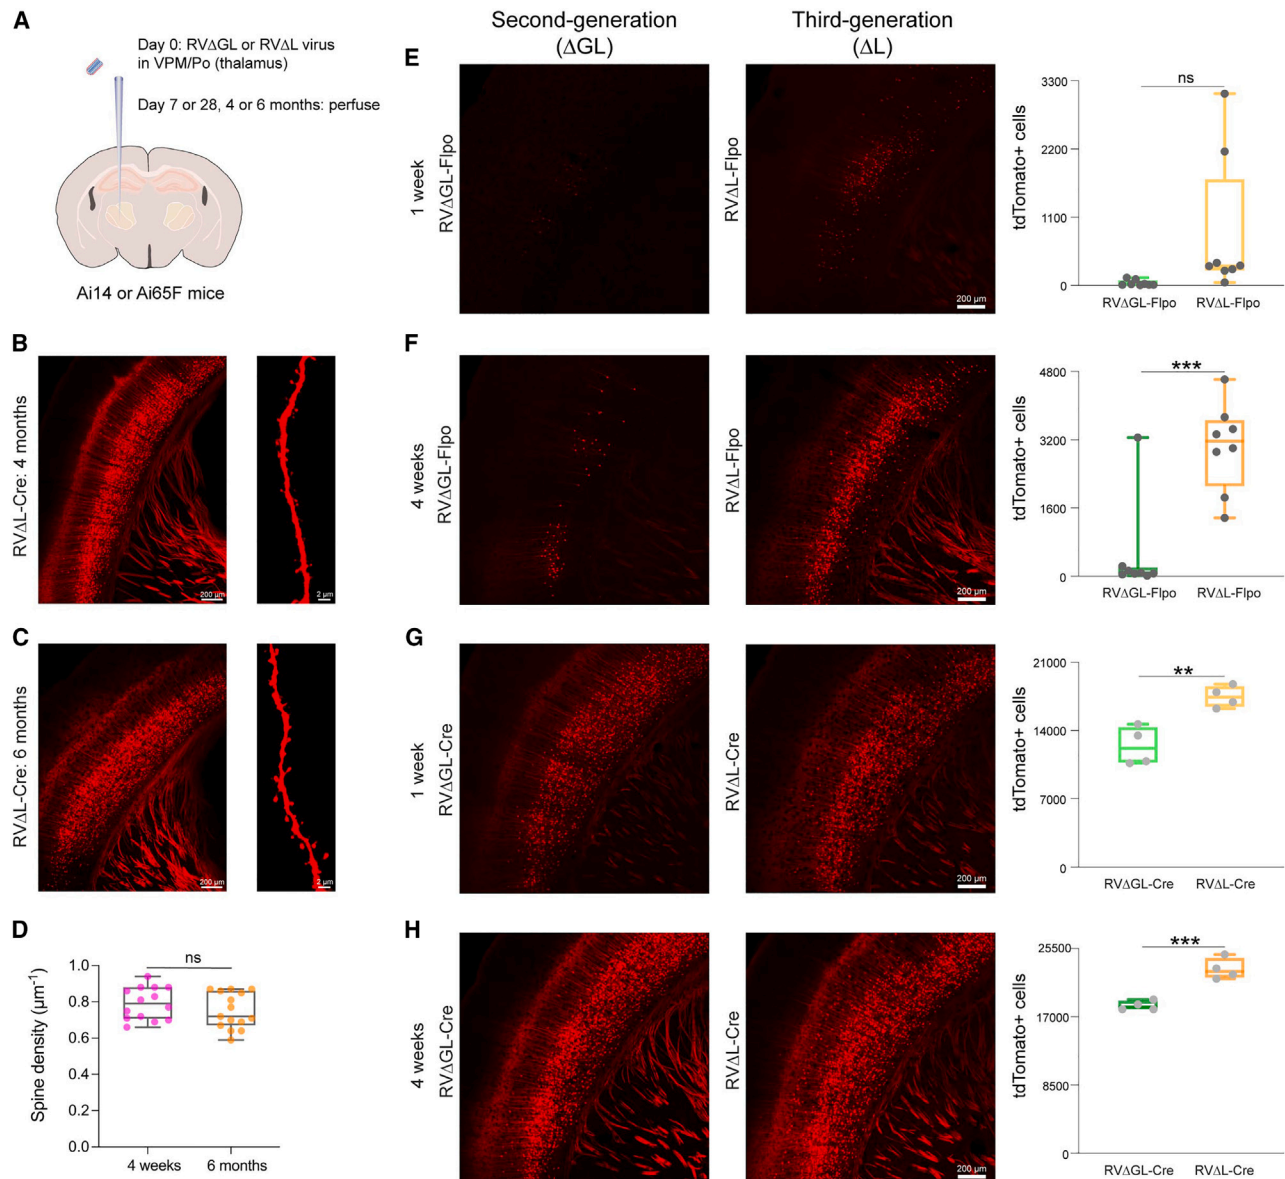 A
Day 0: RVΔGL or RVΔL virus
in VPM/Po (thalamus)
Day 7 or 28, 4 or 6 months: perfuse
Ai14 or Ai65F mice
B
RVΔL-Cre: 4 months
200 µm
2 µm
C
RVΔL-Cre: 6 months
200 µm
2 µm
D
Spine density (µm⁻¹)
1.0
0.8
0.6
0.4
0.2
0.0
ns
4 weeks
6 months
Second-generation
(ΔGL)
Third-generation
(ΔL)
E
1 week
RVΔGL-Flpo
RVΔL-Flpo
200 µm
tdTomato+ cells
3300
2200
1100
0
ns
RVΔGL-Flpo
RVΔL-Flpo
F
4 weeks
RVΔGL-Flpo
RVΔL-Flpo
200 µm
tdTomato+ cells
4800
3200
1600
0
***
RVΔGL-Flpo
RVΔL-Flpo
G
1 week
RVΔGL-Cre
RVΔL-Cre
200 µm
tdTomato+ cells
21000
14000
7000
0
**
RVΔGL-Cre
RVΔL-Cre
H
4 weeks
RVΔGL-Cre
RVΔL-Cre
200 µm
tdTomato+ cells
25500
17000
8500
0
***
RVΔGL-Cre
RVΔL-Cre